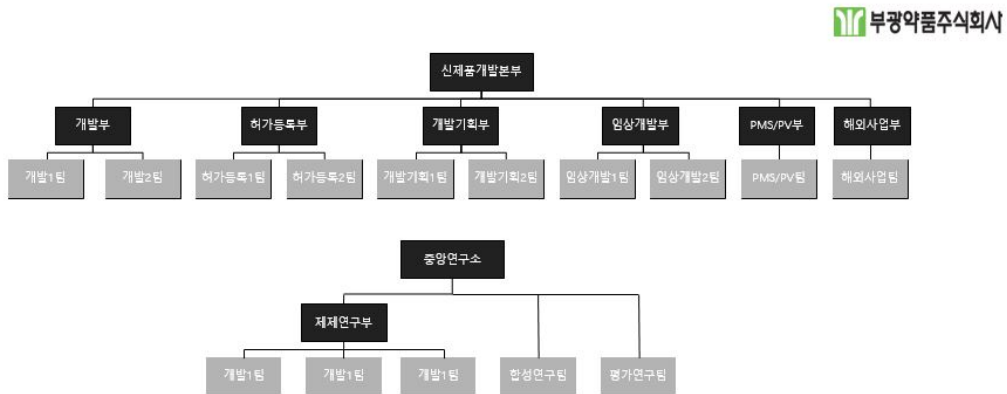 부광약품주식회사
신제품개발본부
개발부 허가등록부 개발기획부 임상개발부 PMS/PV부 해외사업부
개발1팀 개발2팀 허가등록1팀 허가등록2팀 개발기획1팀 개발기획2팀 임상개발1팀 임상개발2팀 PMS/PV팀 해외사업팀
중앙연구소
제제연구부
개발1팀 개발1팀 개발1팀 합성연구팀 평가연구팀